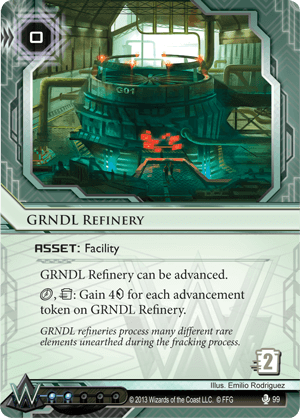 0
G01
GRNDL Refinery
ASSET: Facility
GRNDL Refinery can be advanced.
, : Gain 4 for each advancement
token on GRNDL Refinery.
GRNDL refineries process many different rare
elements unearthed during the fracking process.
2
Illus. Emilio Rodriguez
© 2013 Wizards of the Coast LLC. © FFG
99